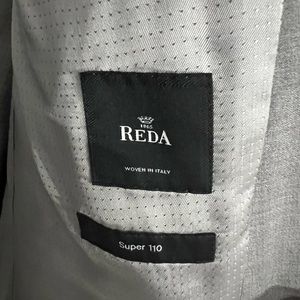 1865
REDA
WOVEN IN ITALY
Super 110